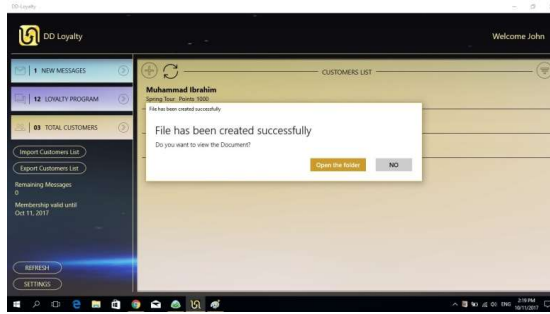 DD Loyalty
DD Loyalty
Welcome John
1 NEW MESSAGES
12 LOYALTY PROGRAM
03 TOTAL CUSTOMERS
Import Customers List
Export Customers List
Remaining Messages
0
Membership valid until
Oct 11, 2017
REFRESH
SETTINGS
CUSTOMERS LIST
Muhammad Ibrahim
Spring Tour: Points 1000
File has been created successfully
File has been created successfully
Do you want to view the Document?
Open the folder
NO
ENG
2:19 PM
10/11/2017